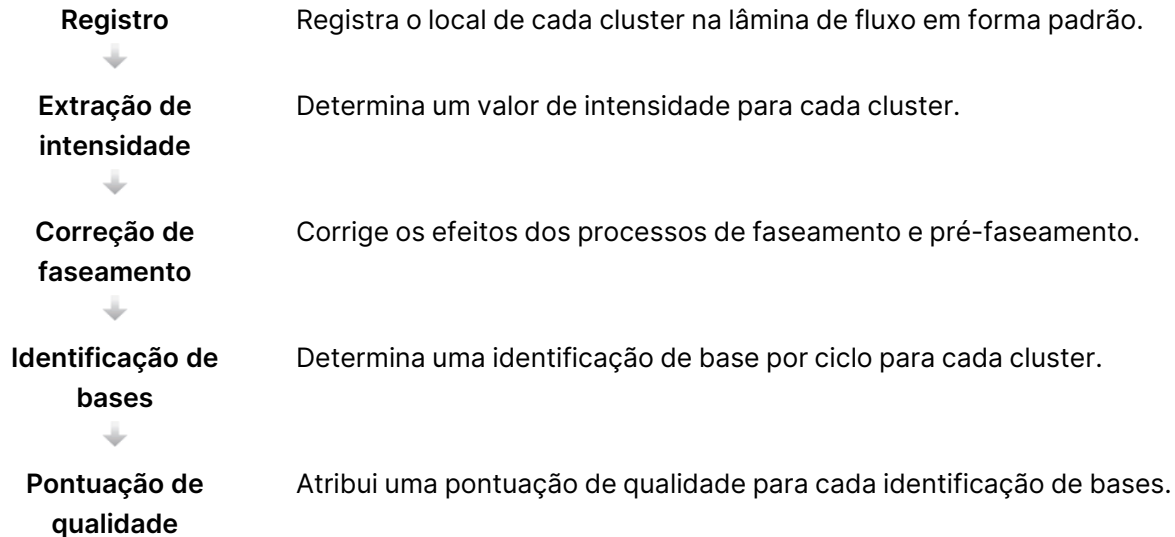 Registro
Registra o local de cada cluster na lâmina de fluxo em forma padrão.
Extração de
intensidade
Determina um valor de intensidade para cada cluster.
Correção de
faseamento
Corrige os efeitos dos processos de faseamento e pré-faseamento.
Identificação de
bases
Determina uma identificação de base por ciclo para cada cluster.
Pontuação de
qualidade
Atribui uma pontuação de qualidade para cada identificação de bases.